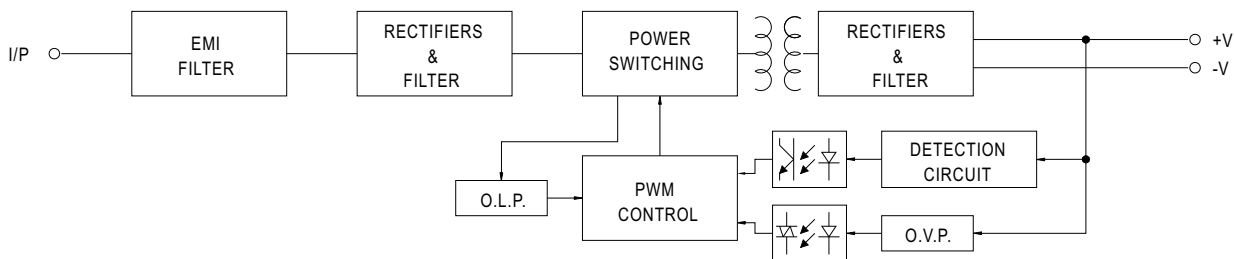 I/P
EMI
FILTER
RECTIFIERS
&
FILTER
POWER
SWITCHING
RECTIFIERS
&
FILTER
+V
-V
O.L.P.
PWM
CONTROL
DETECTION
CIRCUIT
O.V.P.